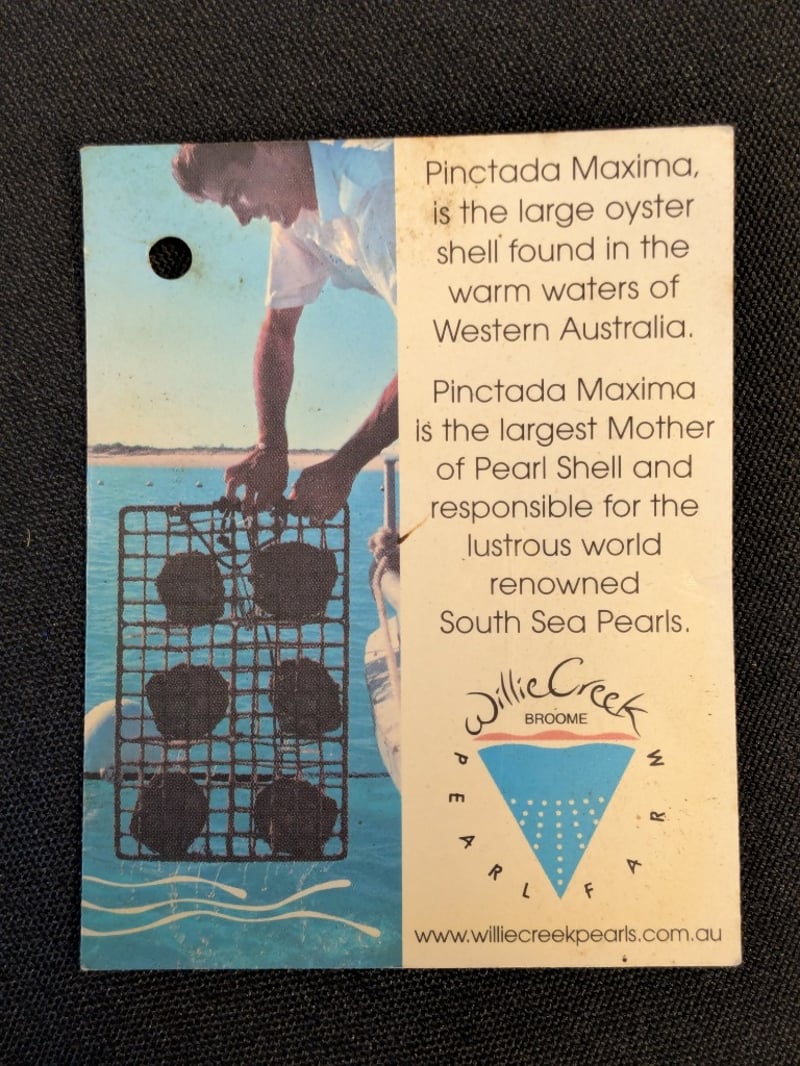 Pinctada Maxima,
is the large oyster
shell found in the
warm waters of
Western Australia.
Pinctada Maxima
is the largest Mother
of Pearl Shell and
responsible for the
lustrous world
renowned
South Sea Pearls.
Willie Creek
BROOME
PEARL FARM
www.williecreekpearls.com.au